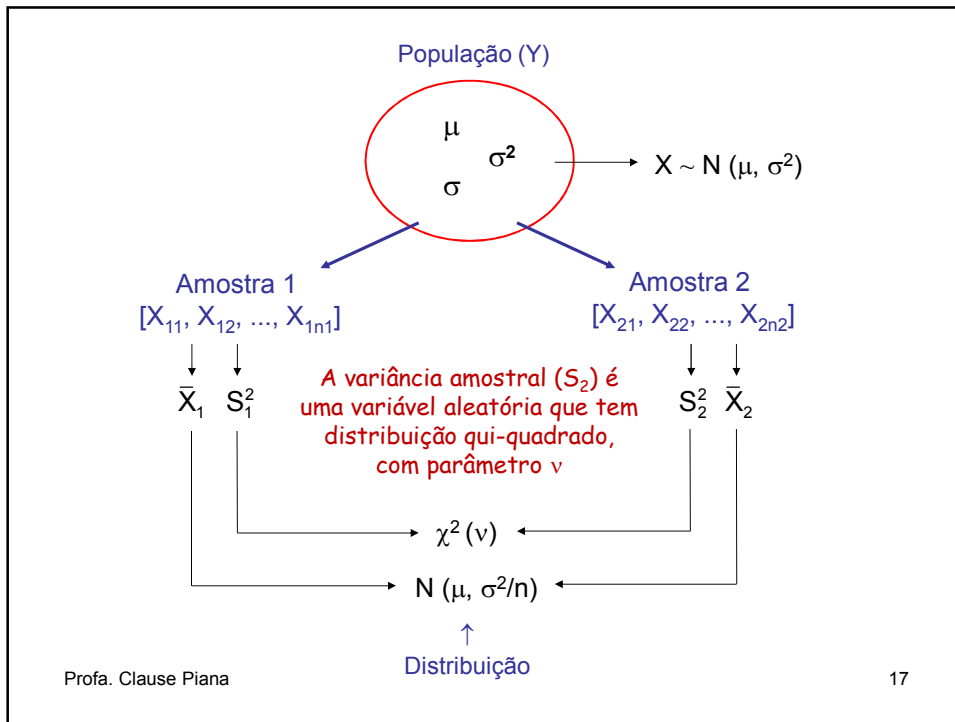 População (Y)
μ
σ²
σ
X ~ N (μ, σ²)
Amostra 1
[X₁₁, X₁₂, ..., X₁ₙ₁]
Amostra 2
[X₂₁, X₂₂, ..., X₂ₙ₂]
X̄₁ S₁²
A variância amostral (S₂) é
uma variável aleatória que tem
distribuição qui-quadrado,
com parâmetro ν
S₂² X̄₂
χ² (ν)
N (μ, σ²/n)
Distribuição
Profa. Clause Piana
17